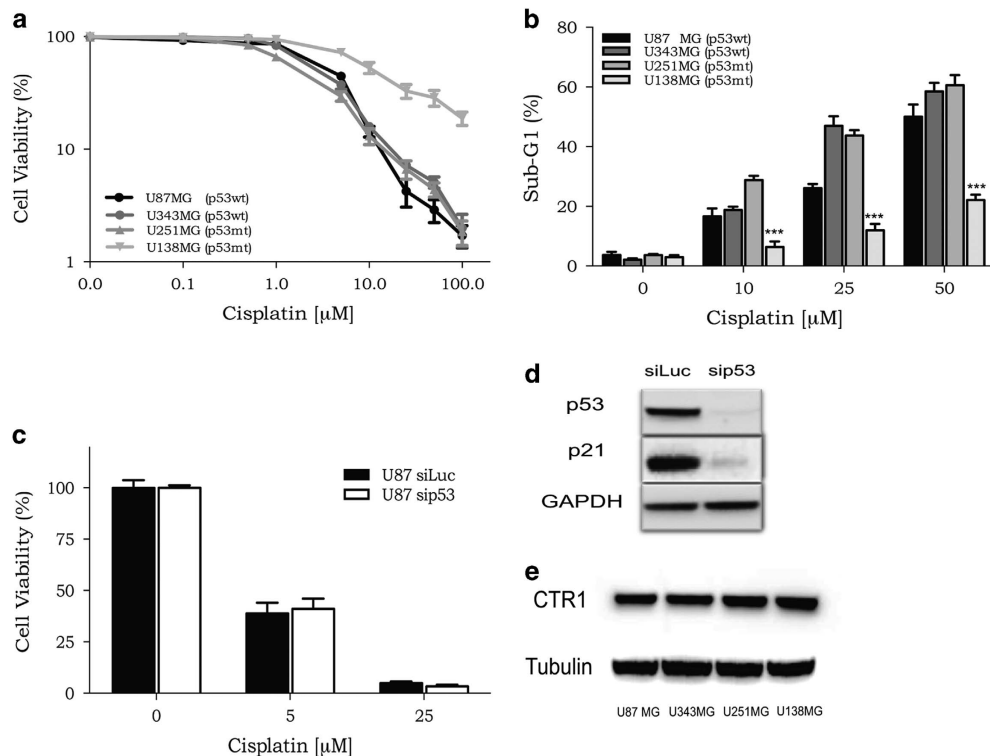 a
Cell Viability (%)
100
10
1
0.0 0.1 1.0 10.0 100.0
Cisplatin [µM]
U87MG (p53wt)
U343MG (p53wt)
U251MG (p53mt)
U138MG (p53mt)
b
Sub-G1 (%)
80
60
40
20
0
U87 MG (p53wt)
U343MG (p53wt)
U251MG (p53mt)
U138MG (p53mt)
***
***
***
0 10 25 50
Cisplatin [µM]
c
Cell Viability (%)
100
75
50
25
0
U87 siLuc
U87 sip53
0 5 25
Cisplatin [µM]
d
siLuc sip53
p53
p21
GAPDH
e
CTR1
Tubulin
U87 MG U343MG U251MG U138MG